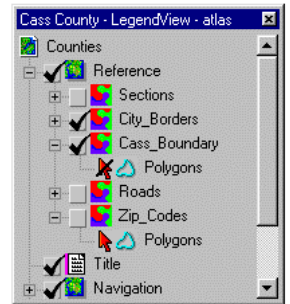 Cass County - LegendView - atlas
Counties
Reference
Sections
City_Borders
Cass_Boundary
Polygons
Roads
Zip_Codes
Polygons
Title
Navigation